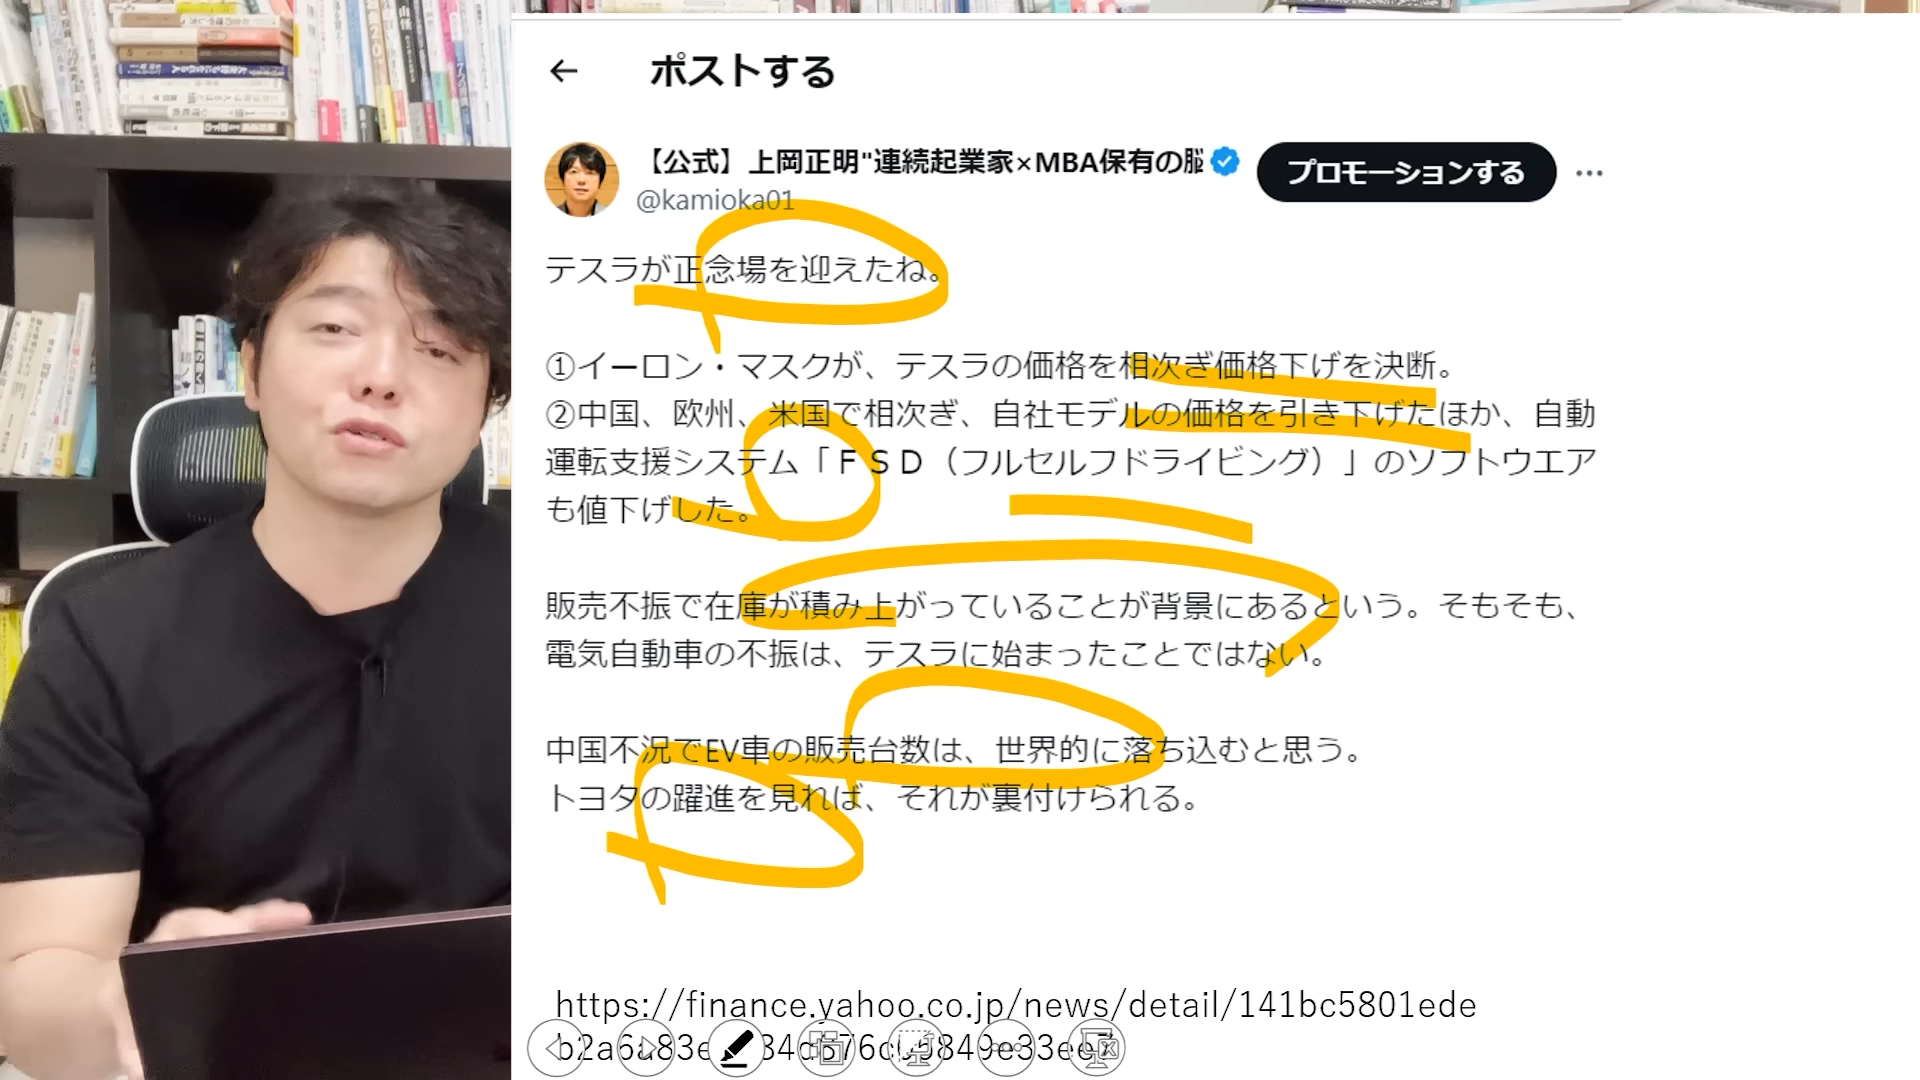 ポストする
【公式】上岡正明"連続起業家×MBA保有の脳
@kamioka01
プロモーションする
テスラが正念場を迎えたね。
①イーロン・マスクが、テスラの価格を相次ぎ価格下げを決断。
②中国、欧州、米国で相次ぎ、自社モデルの価格を引き下げたほか、自動
運転支援システム「ＦＳＤ（フルセルフドライビング）」のソフトウエア
も値下げした。
販売不振で在庫が積み上がっていることが背景にあるという。そもそも、
電気自動車の不振は、テスラに始まったことではない。
中国不況でEV車の販売台数は、世界的に落ち込むと思う。
トヨタの躍進を見れば、それが裏付けられる。
https://finance.yahoo.co.jp/news/detail/141bc5801ede